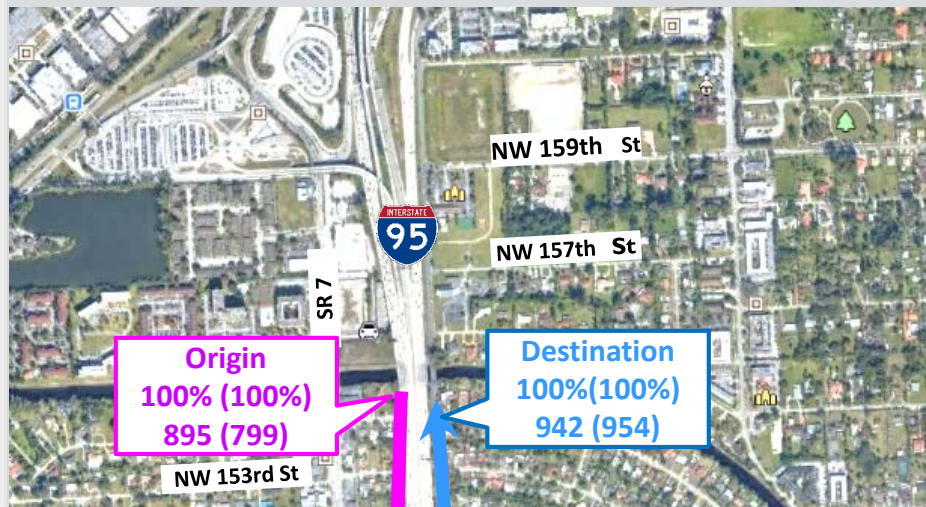 NW 159th St
INTERSTATE
95
NW 157th St
SR 7
Origin
100% (100%)
895 (799)
Destination
100%(100%)
942 (954)
NW 153rd St